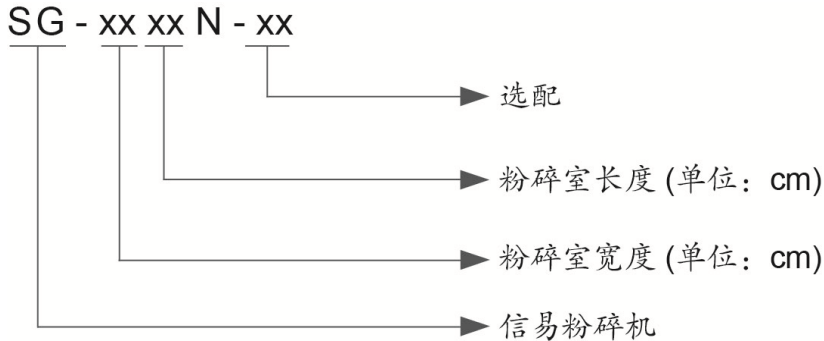 SG - xx xx N - xx
选配
粉碎室长度 (单位：cm)
粉碎室宽度 (单位：cm)
信易粉碎机